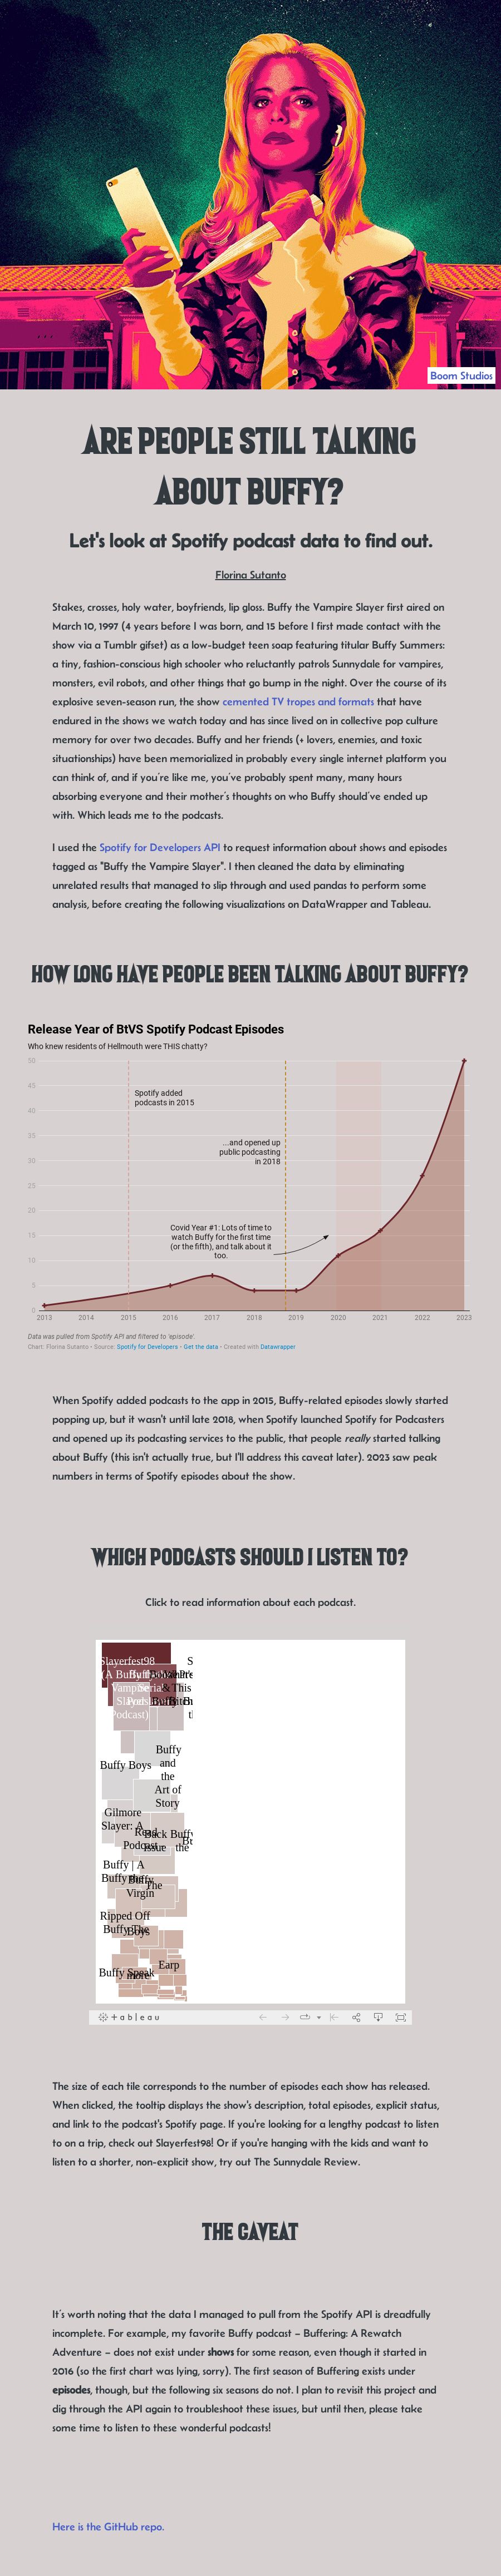 Boom Studios
ARE PEOPLE STILL TALKING
ABOUT BUFFY?
Let's look at Spotify podcast data to find out.
Florina Sutanto
Stakes, crosses, holy water, boyfriends, lip gloss. Buffy the Vampire Slayer first aired on
March 10, 1997 (4 years before I was born, and 15 before I first made contact with the
show via a Tumblr gifset) as a low-budget teen soap featuring titular Buffy Summers:
a tiny, fashion-conscious high schooler who reluctantly patrols Sunnydale for vampires,
monsters, evil robots, and other things that go bump in the night. Over the course of its
explosive seven-season run, the show cemented TV tropes and formats that have
endured in the shows we watch today and has since lived on in collective pop culture
memory for over two decades. Buffy and her friends (+ lovers, enemies, and toxic
situationships) have been memorialized in probably every single internet platform you
can think of, and if you're like me, you've probably spent many, many hours
absorbing everyone and their mother's thoughts on who Buffy should've ended up
with. Which leads me to the podcasts.
I used the Spotify for Developers API to request information about shows and episodes
tagged as "Buffy the Vampire Slayer". I then cleaned the data by eliminating
unrelated results that managed to slip through and used pandas to perform some
analysis, before creating the following visualizations on DataWrapper and Tableau.
HOW LONG HAVE PEOPLE BEEN TALKING ABOUT BUFFY?
Release Year of BtVS Spotify Podcast Episodes
Who knew residents of Hellmouth were THIS chatty?
50
45
40
35
30
25
20
15
10
5
0
Spotify added
podcasts in 2015
...and opened up
public podcasting
in 2018
Covid Year #1: Lots of time to
watch Buffy for the first time
(or the fifth), and talk about it
too.
2013 2014 2015 2016 2017 2018 2019 2020 2021 2022 2023
Data was pulled from Spotify API and filtered to 'episode'.
Chart: Florina Sutanto • Source: Spotify for Developers • Get the data • Created with Datawrapper
When Spotify added podcasts to the app in 2015, Buffy-related episodes slowly started
popping up, but it wasn't until late 2018, when Spotify launched Spotify for Podcasters
and opened up its podcasting services to the public, that people really started talking
about Buffy (this isn't actually true, but I'll address this caveat later). 2023 saw peak
numbers in terms of Spotify episodes about the show.
WHICH PODCASTS SHOULD I LISTEN TO?
Click to read information about each podcast.
Slayerfest98
(A Buffy the
Vampire
Slayer
Podcast)
Buffy Boys
Buffy
and
the
Art of
Story
Gilmore
Slayer: A
Read
Podcast
Back
Issue
Buffy
the
Buffy | A
Buffy
Virgin
The
Ripped Off
Buffy The
Boys
Earp
Buffy Speak
more
+ableau
The size of each tile corresponds to the number of episodes each show has released.
When clicked, the tooltip displays the show's description, total episodes, explicit status,
and link to the podcast's Spotify page. If you're looking for a lengthy podcast to listen
to on a trip, check out Slayerfest98! Or if you're hanging with the kids and want to
listen to a shorter, non-explicit show, try out The Sunnydale Review.
THE CAVEAT
It's worth noting that the data I managed to pull from the Spotify API is dreadfully
incomplete. For example, my favorite Buffy podcast – Buffering: A Rewatch
Adventure – does not exist under shows for some reason, even though it started in
2016 (so the first chart was lying, sorry). The first season of Buffering exists under
episodes, though, but the following six seasons do not. I plan to revisit this project and
dig through the API again to troubleshoot these issues, but until then, please take
some time to listen to these wonderful podcasts!
Here is the GitHub repo.